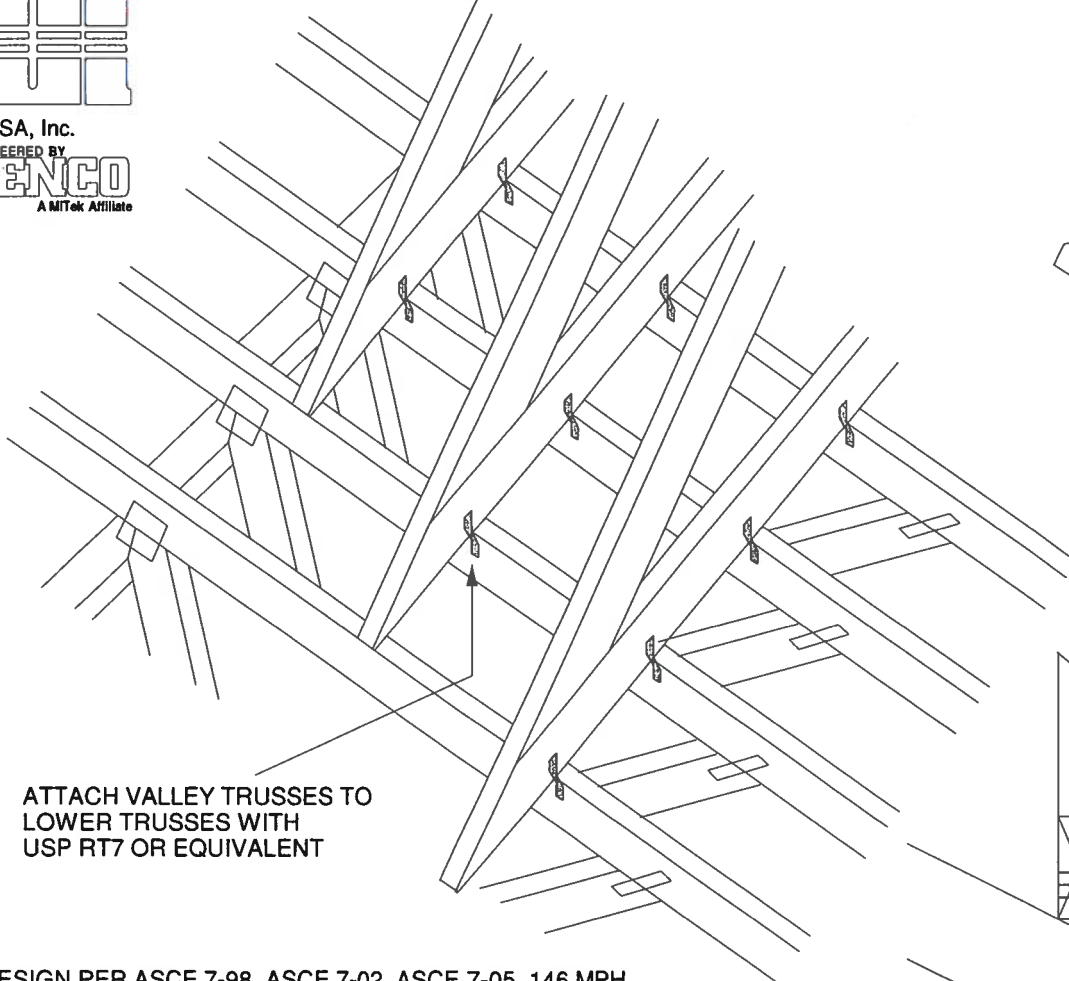 SA, Inc.
EERED BY
ENCO
A MiTek Affiliate
ATTACH VALLEY TRUSSES TO
LOWER TRUSSES WITH
USP RT7 OR EQUIVALENT
ESIGN PER ASCE 7-98, ASCE 7-02, ASCE 7-05 146 MPH